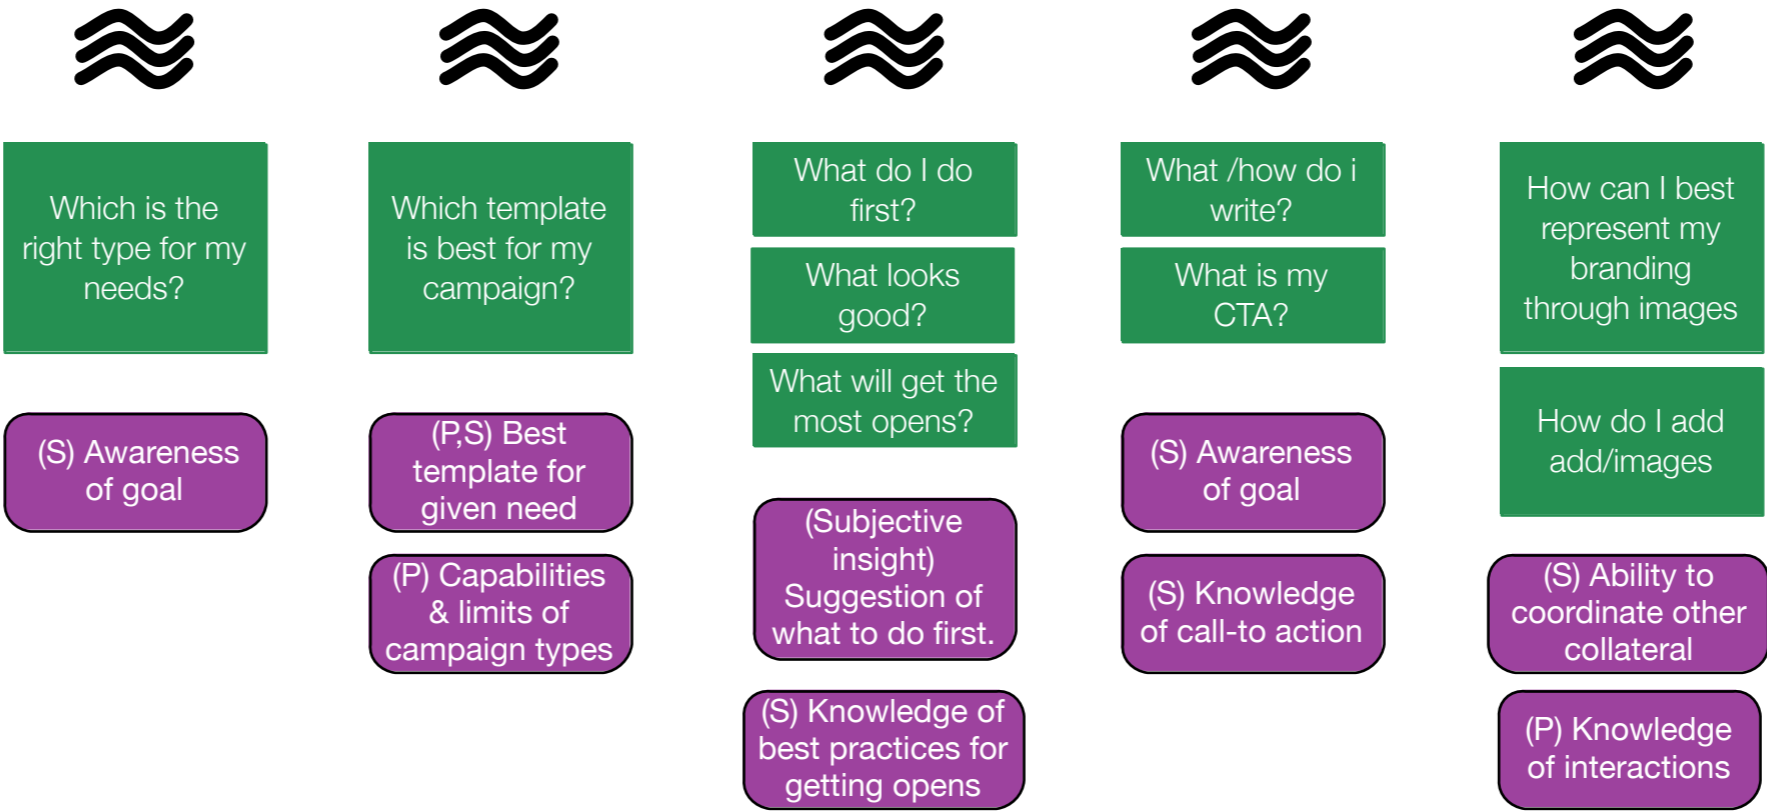 Which is the
right type for my
needs?
(S) Awareness
of goal
Which template
is best for my
campaign?
(P,S) Best
template for
given need
(P) Capabilities
& limits of
campaign types
What do I do
first?
What looks
good?
What will get the
most opens?
(Subjective
insight)
Suggestion of
what to do first.
(S) Knowledge of
best practices for
getting opens
What /how do i
write?
What is my
CTA?
(S) Awareness
of goal
(S) Knowledge
of call-to action
How can I best
represent my
branding
through images
How do I add
add/images
(S) Ability to
coordinate other
collateral
(P) Knowledge
of interactions